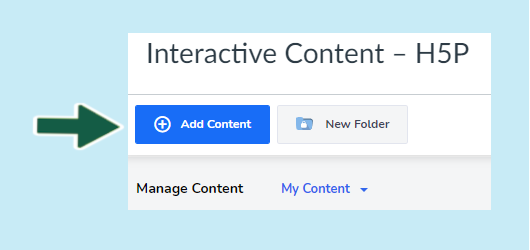 Interactive Content – H5P
Add Content New Folder
Manage Content My Content